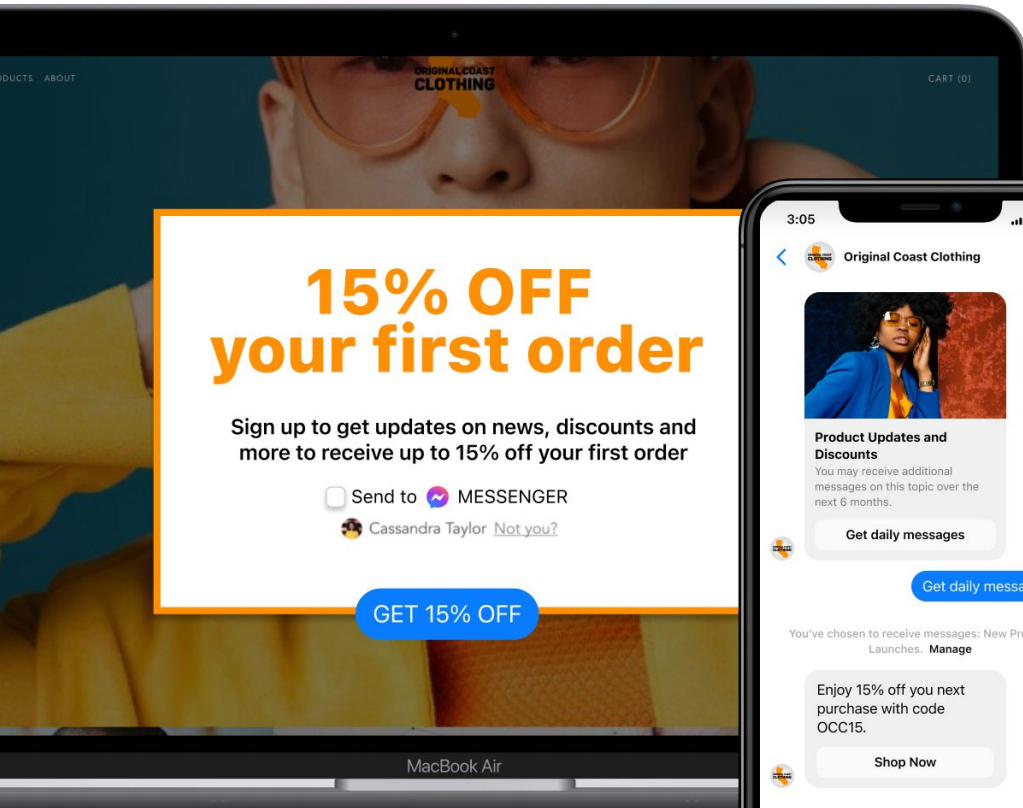 ABOUT
ORIGINAL COAST
CLOTHING
CART (0)
15% OFF
your first order
Sign up to get updates on news, discounts and
more to receive up to 15% off your first order
Send to MESSENGER
Cassandra Taylor Not you?
GET 15% OFF
MacBook Air
3:05
Original Coast Clothing
Product Updates and
Discounts
You may receive additional
messages on this topic over the
next 6 months.
Get daily messages
Get daily messa
You've chosen to receive messages: New Pro
Launches. Manage
Enjoy 15% off you next
purchase with code
OCC15.
Shop Now